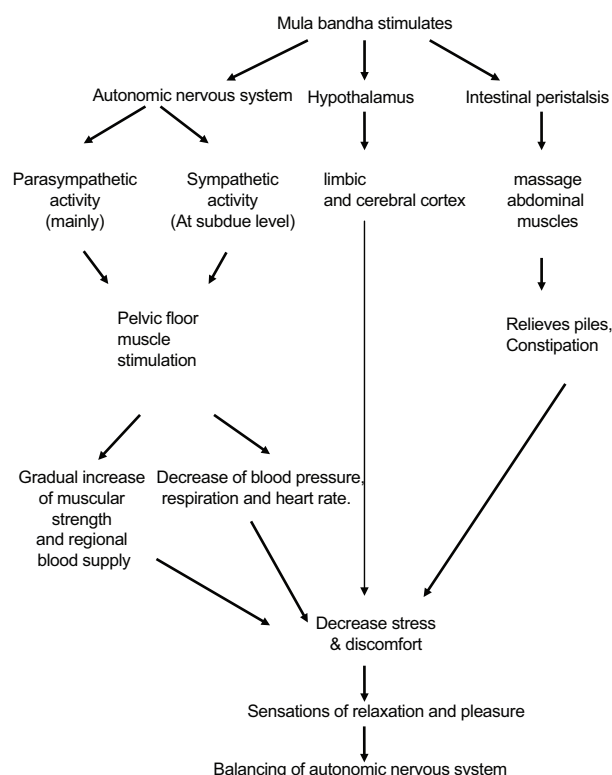 Mula bandha stimulates
Autonomic nervous system
Hypothalamus
Intestinal peristalsis
Parasympathetic
activity
(mainly)
Sympathetic
activity
(At subdue level)
limbic
and cerebral cortex
massage
abdominal
muscles
Pelvic floor
muscle
stimulation
Relieves piles,
Constipation
Gradual increase
of muscular
strength
and regional
blood supply
Decrease of blood pressure,
respiration and heart rate.
Decrease stress
& discomfort
Sensations of relaxation and pleasure
Balancing of autonomic nervous system